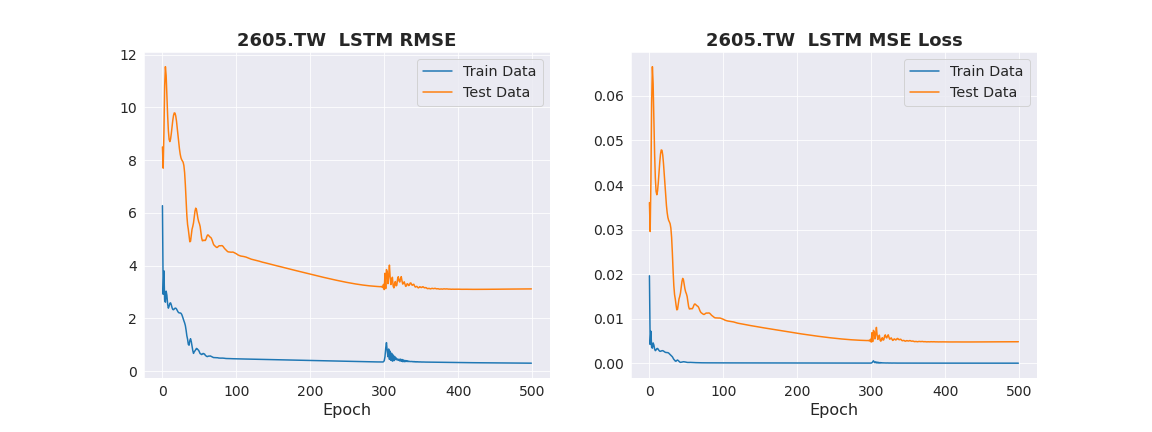 2605.TW  LSTM RMSE
12
10
8
6
4
2
0
0 100 200 300 400 500
Epoch
Train Data
Test Data
2605.TW  LSTM MSE Loss
0.06
0.05
0.04
0.03
0.02
0.01
0.00
0 100 200 300 400 500
Epoch
Train Data
Test Data